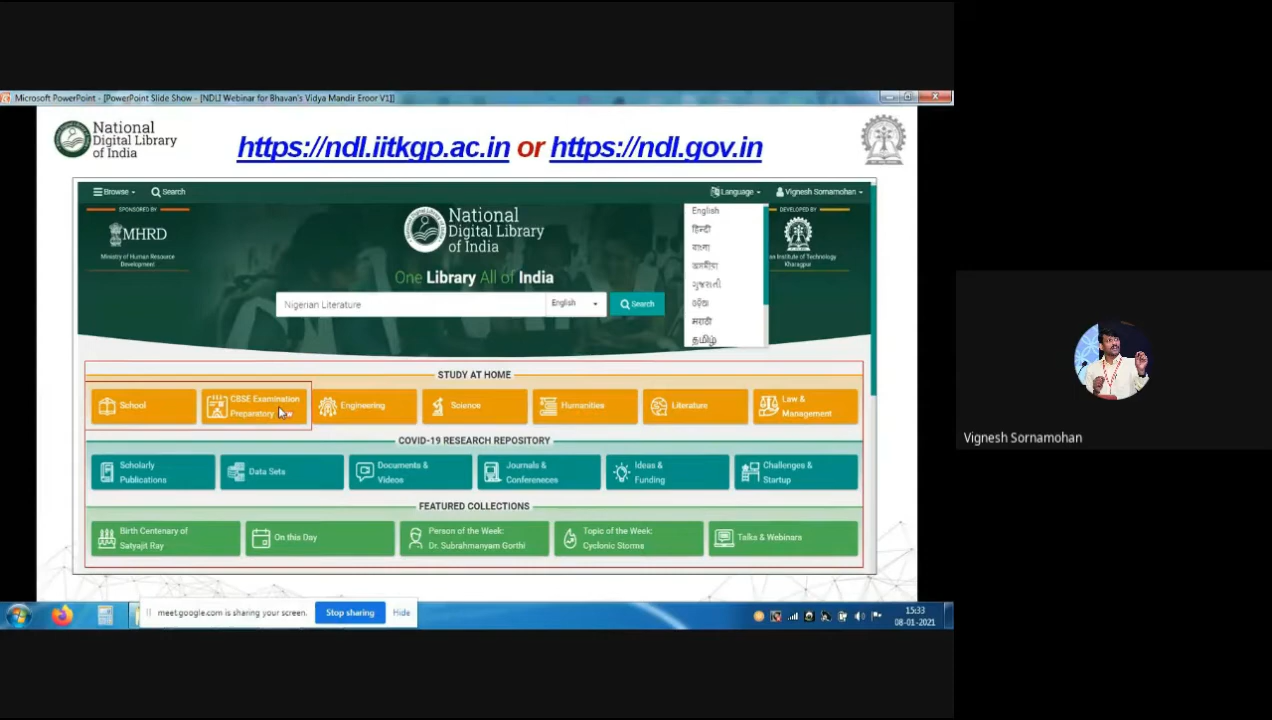 Microsoft PowerPoint - [PowerPoint Slide Show - [NDLI Webinar for Bhavan's Vidya Mandir Eroor V1]]
National
Digital Library
of India
https://ndl.iitkgp.ac.in or https://ndl.gov.in
Browse
Search
Language
Vignesh Sornamohan
SPONSORED BY
MHRD
Ministry of Human Resource
Development
National
Digital Library
of India
One Library All of India
Nigerian Literature
English
Search
English
हिन्दी
বাংলা
অসমীয়া
ગુજરાતી
ଓଡ଼ିଆ
मराठी
தமிழ்
DEVELOPED BY
Institute of Technology
Kharagpur
STUDY AT HOME
School
CBSE Examination
Preparatory
Engineering
Science
Humanities
Literature
Law &
Management
COVID-19 RESEARCH REPOSITORY
Scholarly
Publications
Data Sets
Documents &
Videos
Journals &
Conferences
Ideas &
Funding
Challenges &
Startup
FEATURED COLLECTIONS
Birth Centenary of
Satyajit Ray
On this Day
Person of the Week:
Dr. Subrahmanyam Gorthi
Topic of the Week:
Cyclonic Storms
Talks & Webinars
meet.google.com is sharing your screen.
Stop sharing
Hide
15:33
08-01-2021
Vignesh Sornamohan